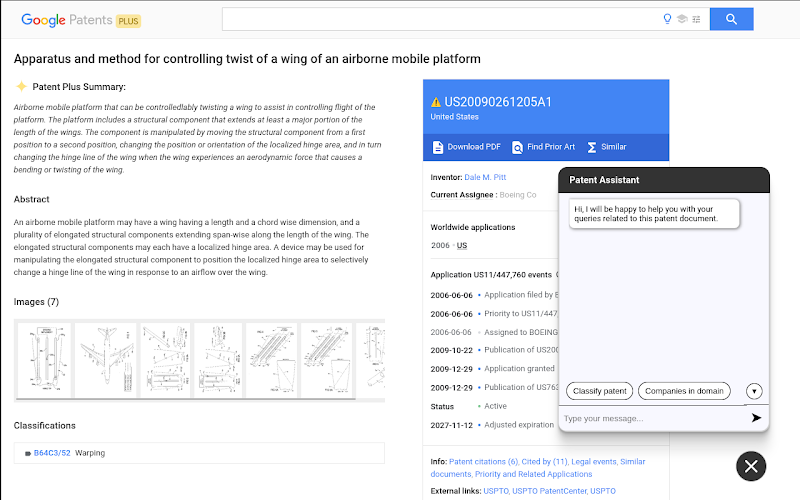 Google Patents PLUS
Apparatus and method for controlling twist of a wing of an airborne mobile platform
Patent Plus Summary:
Airborne mobile platform that can be controlledlably twisting a wing to assist in controlling flight of the
platform. The platform includes a structural component that extends at least a major portion of the
length of the wings. The component is manipulated by moving the structural component from a first
position to a second position, changing the position or orientation of the localized hinge area, and in turn
changing the hinge line of the wing when the wing experiences an aerodynamic force that causes a
bending or twisting of the wing.
Abstract
An airborne mobile platform may have a wing having a length and a chord wise dimension, and a
plurality of elongated structural components extending span-wise along the length of the wing. The
elongated structural components may each have a localized hinge area. A device may be used for
manipulating the elongated structural component to position the localized hinge area to selectively
change a hinge line of the wing in response to an airflow over the wing.
Images (7)
Classifications
B64C3/52 Warping
US20090261205A1
United States
Download PDF
Find Prior Art
Similar
Inventor: Dale M. Pitt
Current Assignee : Boeing Co
Worldwide applications
2006 - US
Application US11/447,760 events
2006-06-06 • Application filed by B
2006-06-06 • Priority to US11/447
2006-06-06 • Assigned to BOEING
2009-10-22 • Publication of US200
2009-12-29 • Application granted
2009-12-29 • Publication of US763
Status • Active
2027-11-12 • Adjusted expiration
Info: Patent citations (6), Cited by (11), Legal events, Similar
documents, Priority and Related Applications
External links: USPTO, USPTO PatentCenter, USPTO
Patent Assistant
Hi, I will be happy to help you with your
queries related to this patent document.
Classify patent
Companies in domain
Type your message...